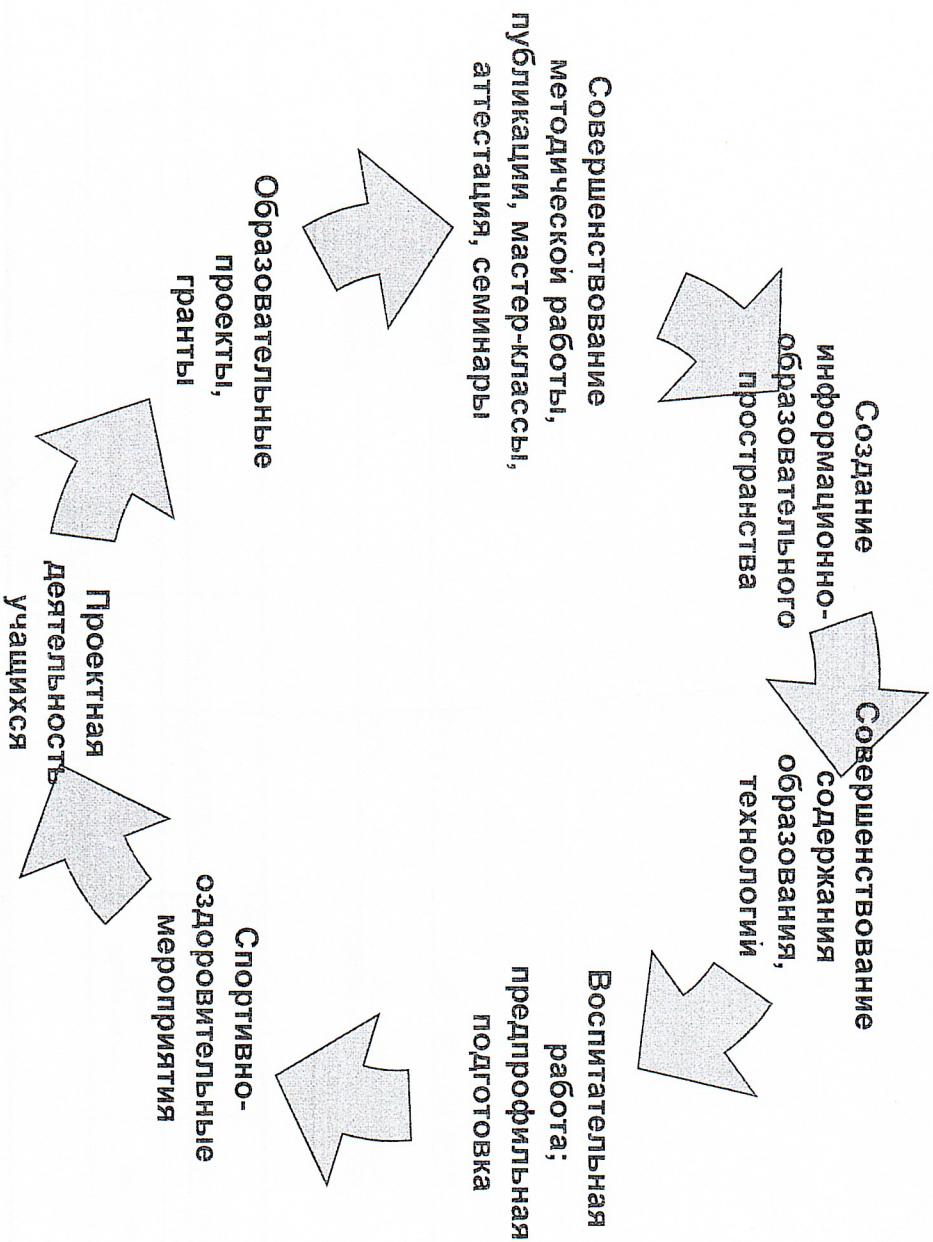 Создание
информационно-
образовательного
пространства
Совершенствование
содержания
образования,
технологий
Воспитательная
работа;
предпрофильная
подготовка
Спортивно-
оздоровительные
мероприятия
Проектная
деятельность
учащихся
Образовательные
проекты,
гранты
Совершенствование
методической работы,
публикации, мастер-классы,
аттестация, семинары